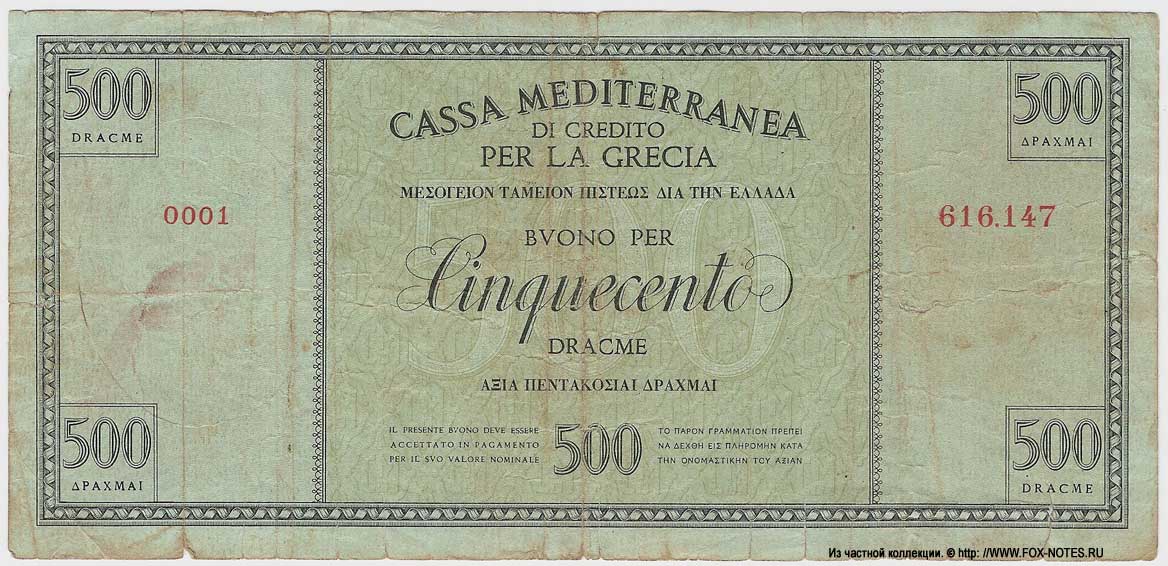 500
DRACME
500
ΔΡΑΧΜΑΙ
CASSA MEDITERRANEA
DI CREDITO
PER LA GRECIA
ΜΕΣΟΓΕΙΟΝ ΤΑΜΕΙΟΝ ΠΙΣΤΕΩΣ ΔΙΑ ΤΗΝ ΕΛΛΑΔΑ
0001
616.147
500
BVONO PER
Cinquecento
DRACME
ΑΞΙΑ ΠΕΝΤΑΚΟΣΙΑΙ ΔΡΑΧΜΑΙ
IL PRESENTE BVONO DEVE ESSERE
ACCETTATO IN PAGAMENTO
PER IL SVO VALORE NOMINALE
500
ΤΟ ΠΑΡΟΝ ΓΡΑΜΜΑΤΙΟΝ ΠΡΕΠΕΙ
ΝΑ ΔΕΧΘΗ ΕΙΣ ΠΛΗΡΟΜΗΝ ΚΑΤΑ
ΤΗΝ ΟΝΟΜΑΣΤΙΚΗΝ ΤΟΥ ΑΞΙΑΝ
500
ΔΡΑΧΜΑΙ
500
DRACME
Из частной коллекции. © http: //WWW.FOX-NOTES.RU